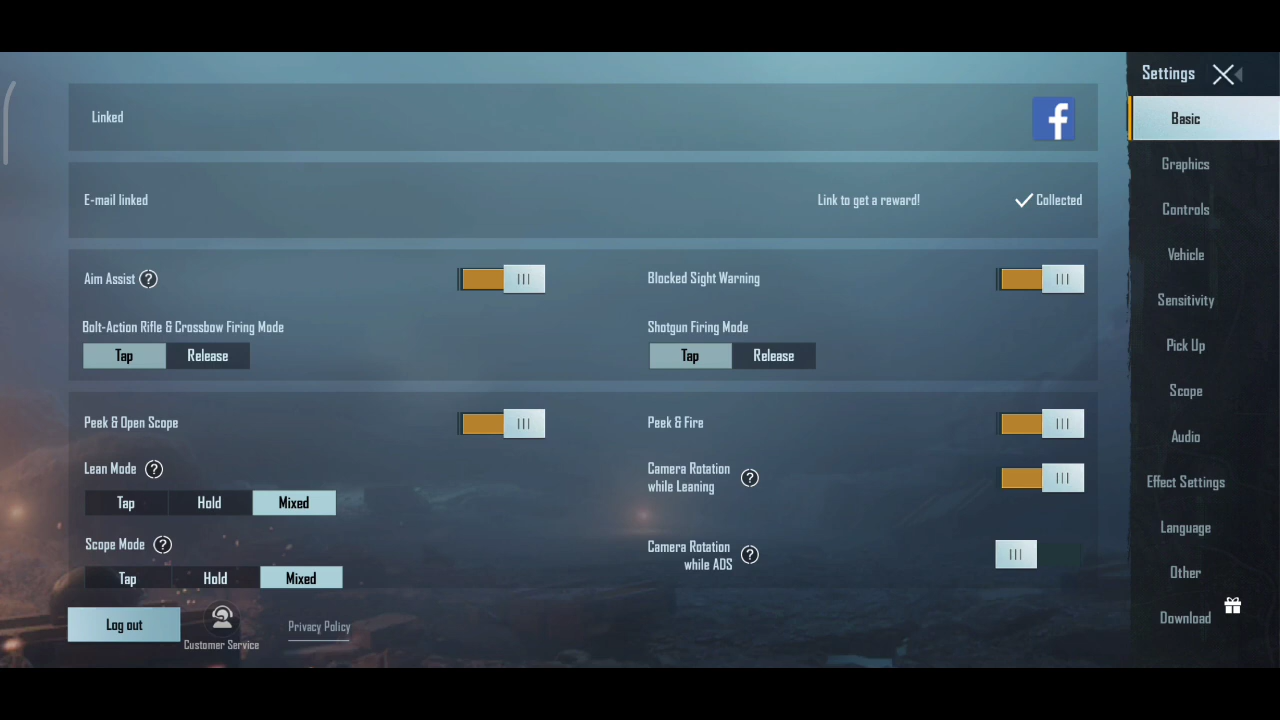 Settings
Basic
Graphics
Controls
Vehicle
Sensitivity
Pick Up
Scope
Audio
Effect Settings
Language
Other
Download
Linked
E-mail linked Link to get a reward! Collected
Aim Assist ? Blocked Sight Warning
Bolt-Action Rifle & Crossbow Firing Mode Shotgun Firing Mode
Tap Release Tap Release
Peek & Open Scope Peek & Fire
Lean Mode ? Camera Rotation
while Leaning ?
Tap Hold Mixed
Scope Mode ? Camera Rotation
while ADS ?
Tap Hold Mixed
Log out Customer Service Privacy Policy